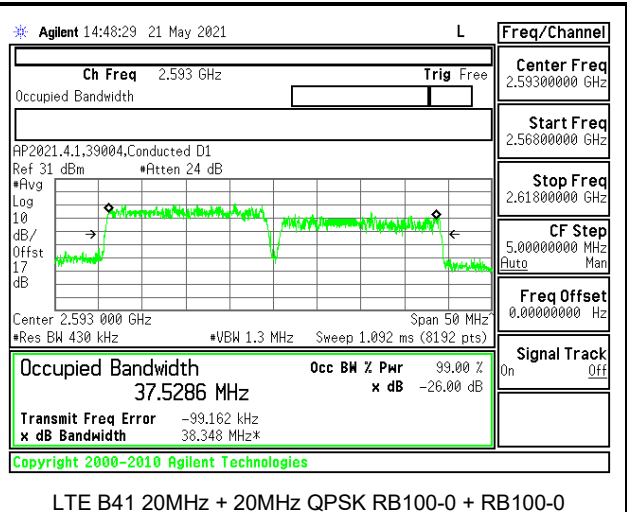 Agilent 14:48:29 21 May 2021 L
Freq/Channel
Ch Freq 2.593 GHz Trig Free
Occupied Bandwidth
Center Freq
2.59300000 GHz
Start Freq
2.56800000 GHz
Stop Freq
2.61800000 GHz
CF Step
5.00000000 MHz
Auto Man
Freq Offset
0.00000000 Hz
Signal Track
On Off
AP2021.4.1,39004,Conducted D1
Ref 31 dBm #Atten 24 dB
#Avg
Log
10
dB/
Offst
17
dB
Center 2.593 000 GHz Span 50 MHz
#Res BW 430 kHz #VBW 1.3 MHz Sweep 1.092 ms (8192 pts)
Occupied Bandwidth Occ BW % Pwr 99.00 %
37.5286 MHz x dB -26.00 dB
Transmit Freq Error -99.162 kHz
x dB Bandwidth 38.348 MHz*
Copyright 2000-2010 Agilent Technologies
LTE B41 20MHz + 20MHz QPSK RB100-0 + RB100-0